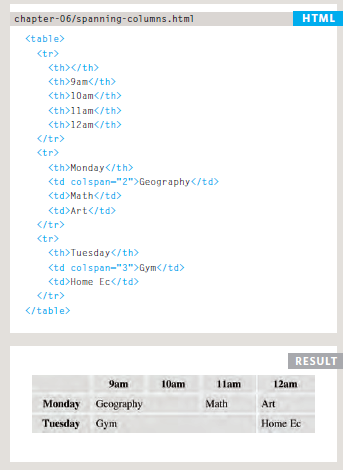 chapter-06/spanning-columns.html HTML
<table>
<tr>
<th></th>
<th>9am</th>
<th>10am</th>
<th>11am</th>
<th>12am</th>
</tr>
<tr>
<th>Monday</th>
<td colspan="2">Geography</td>
<td>Math</td>
<td>Art</td>
</tr>
<tr>
<th>Tuesday</th>
<td colspan="3">Gym</td>
<td>Home Ec</td>
</tr>
</table>
RESULT
9am 10am 11am 12am
Monday Geography Math Art
Tuesday Gym Home Ec